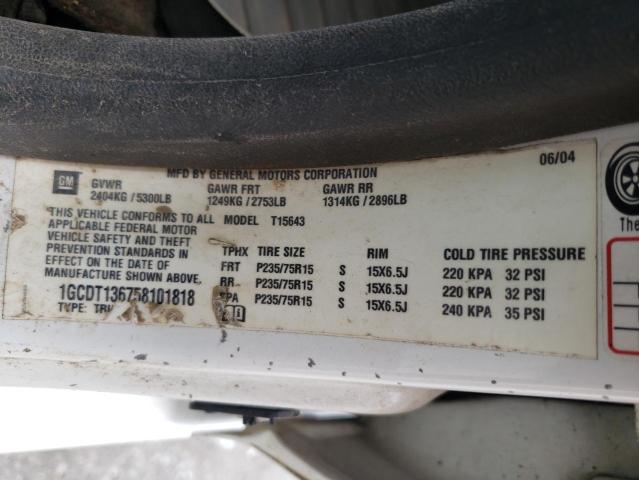 MFD BY GENERAL MOTORS CORPORATION 06/04
GM GVWR GAWR FRT GAWR RR
2404KG / 5300LB 1249KG / 2753LB 1314KG / 2896LB
THIS VEHICLE CONFORMS TO ALL MODEL T15643
APPLICABLE FEDERAL MOTOR
VEHICLE SAFETY AND THEFT
PREVENTION STANDARDS IN
EFFECT ON THE DATE OF
MANUFACTURE SHOWN ABOVE.
1GCDT136758101818
TYPE:
TPHX TIRE SIZE RIM COLD TIRE PRESSURE
FRT P235/75R15 S 15X6.5J 220 KPA 32 PSI
RR P235/75R15 S 15X6.5J 220 KPA 32 PSI
SPA P235/75R15 S 15X6.5J 240 KPA 35 PSI
The